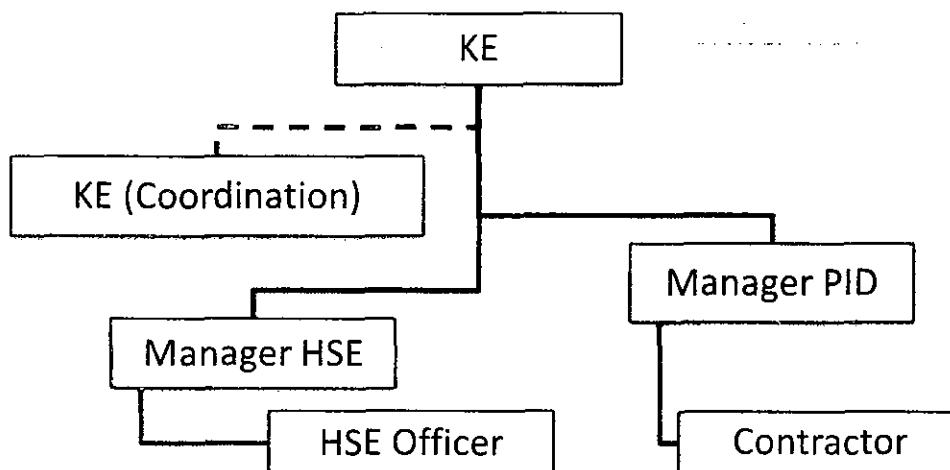 KE
KE (Coordination)
Manager PID
Manager HSE
HSE Officer
Contractor